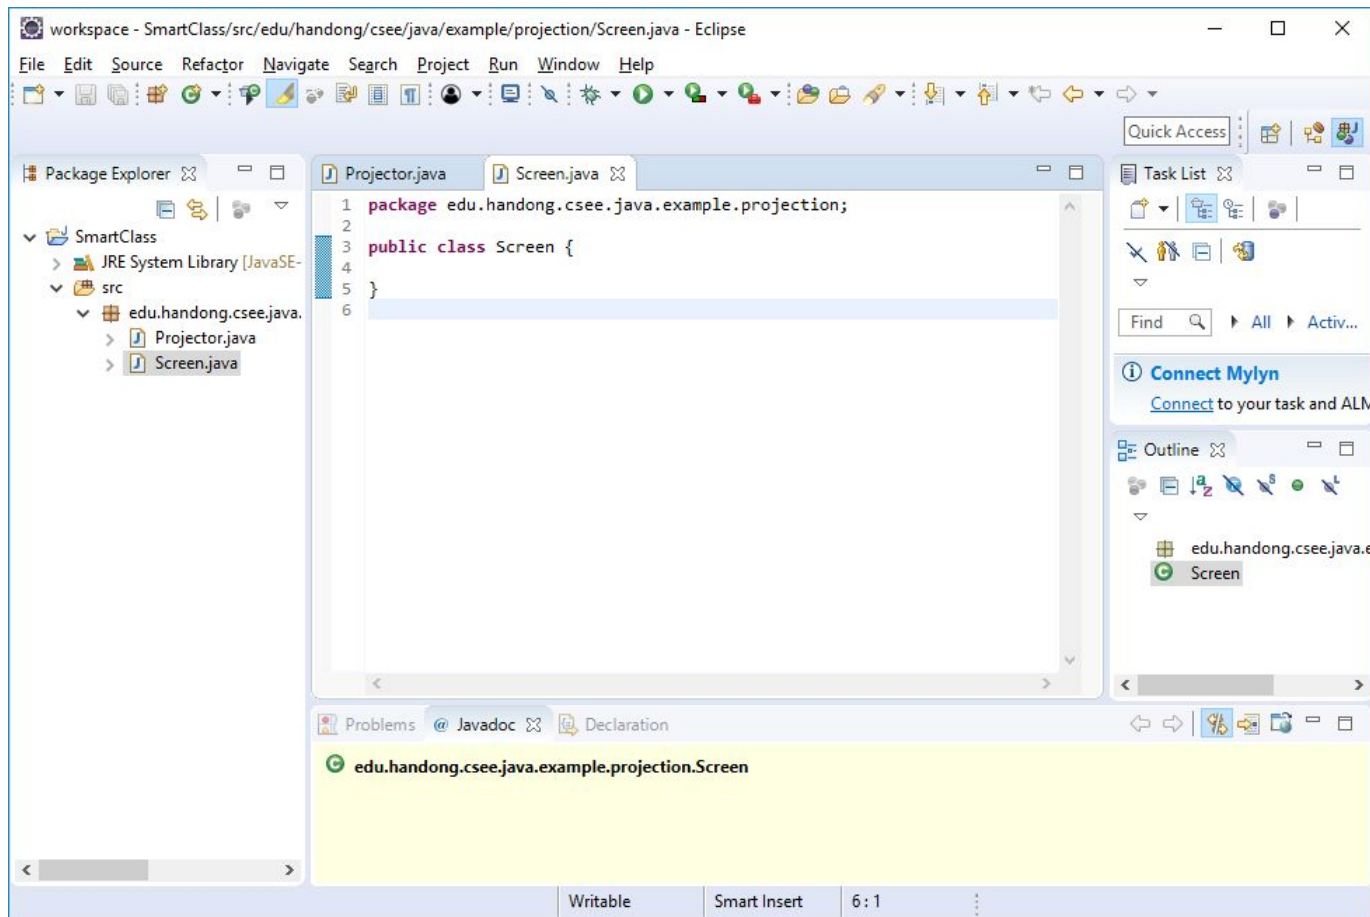 workspace - SmartClass/src/edu/handong/csee/java/example/projection/Screen.java - Eclipse
File Edit Source Refactor Navigate Search Project Run Window Help
Quick Access
Package Explorer
SmartClass
JRE System Library [JavaSE-
src
edu.handong.csee.java.
Projector.java
Screen.java
Projector.java Screen.java
1 package edu.handong.csee.java.example.projection;
2
3 public class Screen {
4
5 }
6
Task List
Find All Activ...
Connect Mylyn
Connect to your task and ALM
Outline
edu.handong.csee.java.e
Screen
Problems @ Javadoc Declaration
edu.handong.csee.java.example.projection.Screen
Writable Smart Insert 6 : 1